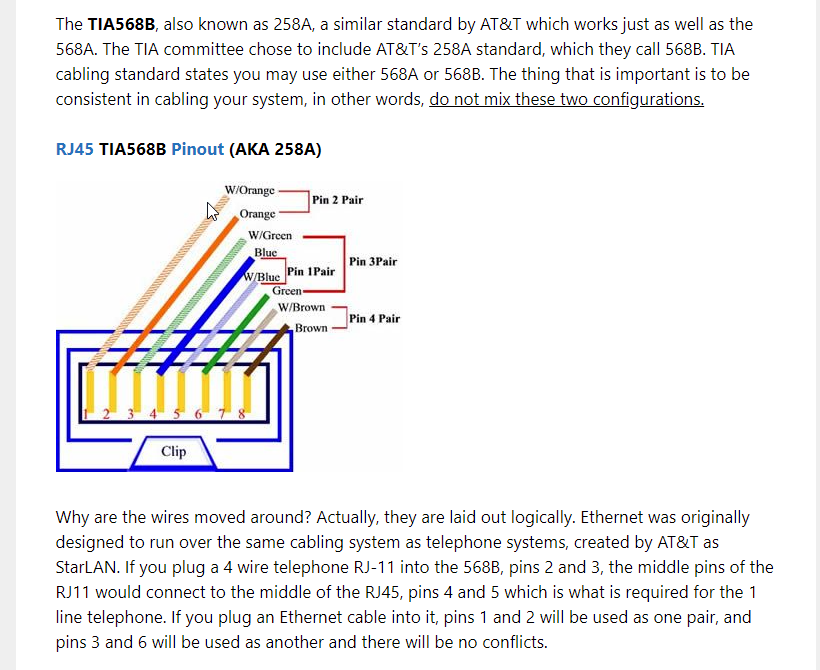 The TIA568B, also known as 258A, a similar standard by AT&T which works just as well as the
568A. The TIA committee chose to include AT&T's 258A standard, which they call 568B. TIA
cabling standard states you may use either 568A or 568B. The thing that is important is to be
consistent in cabling your system, in other words, do not mix these two configurations.
RJ45 TIA568B Pinout (AKA 258A)
W/Orange
Pin 2 Pair
Orange
W/Green
Blue
Pin 3Pair
W/Blue
Pin 1Pair
Green
W/Brown
Pin 4 Pair
Brown
1 2 3 4 5 6 7 8
Clip
Why are the wires moved around? Actually, they are laid out logically. Ethernet was originally
designed to run over the same cabling system as telephone systems, created by AT&T as
StarLAN. If you plug a 4 wire telephone RJ-11 into the 568B, pins 2 and 3, the middle pins of the
RJ11 would connect to the middle of the RJ45, pins 4 and 5 which is what is required for the 1
line telephone. If you plug an Ethernet cable into it, pins 1 and 2 will be used as one pair, and
pins 3 and 6 will be used as another and there will be no conflicts.